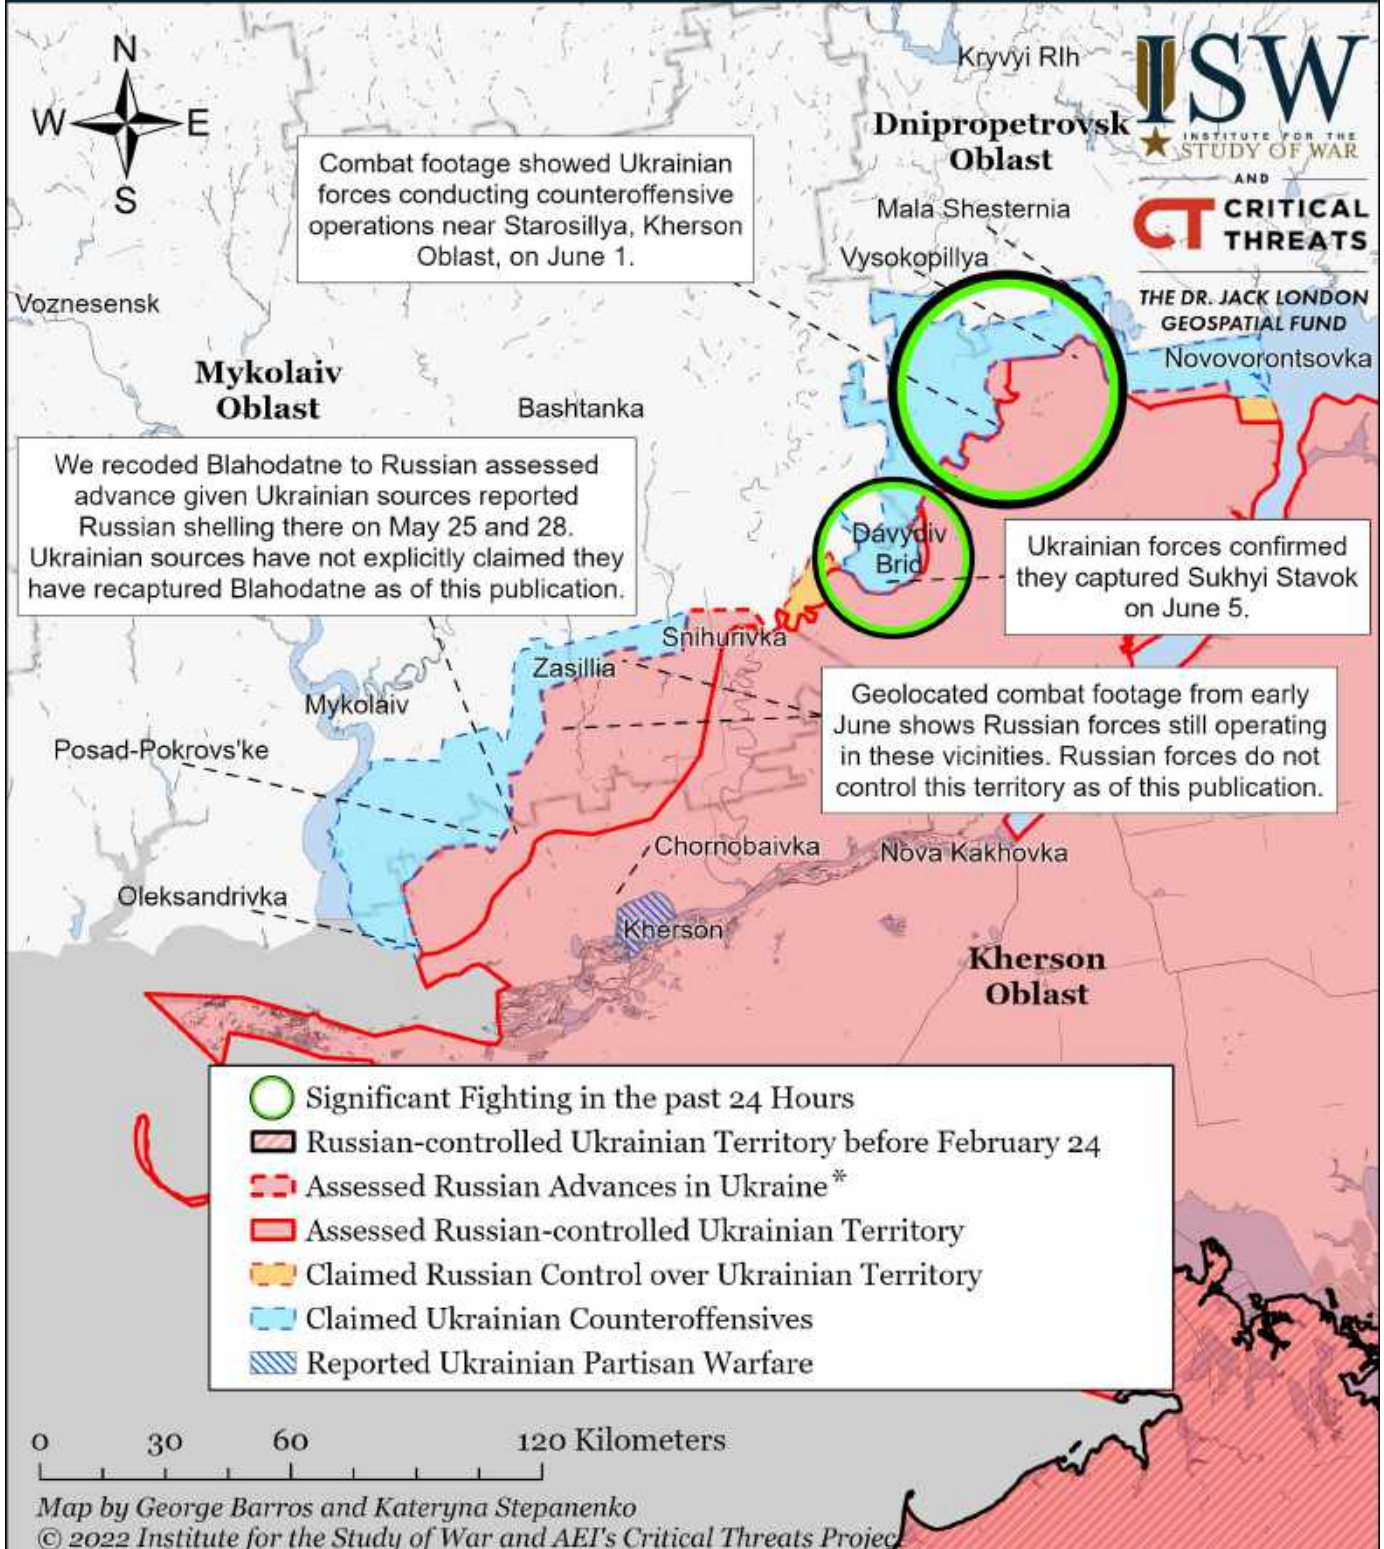 N
W E
S
Kryvyi RIh
ISW
INSTITUTE FOR THE
STUDY OF WAR
AND
CT CRITICAL
THREATS
THE DR. JACK LONDON
GEOSPATIAL FUND
Dnipropetrovsk
Oblast
Combat footage showed Ukrainian
forces conducting counteroffensive
operations near Starosillya, Kherson
Oblast, on June 1.
Mala Shesternia
Vysokopillya
Voznesensk
Novovorontsovka
Mykolaiv
Oblast
Bashtanka
We recoded Blahodatne to Russian assessed
advance given Ukrainian sources reported
Russian shelling there on May 25 and 28.
Ukrainian sources have not explicitly claimed they
have recaptured Blahodatne as of this publication.
Davydiv
Brid
Ukrainian forces confirmed
they captured Sukhyi Stavok
on June 5.
Snihurivka
Zasillia
Mykolaiv
Geolocated combat footage from early
June shows Russian forces still operating
in these vicinities. Russian forces do not
control this territory as of this publication.
Posad-Pokrovs'ke
Chornobaivka
Nova Kakhovka
Oleksandrivka
Kherson
Kherson
Oblast
Significant Fighting in the past 24 Hours
Russian-controlled Ukrainian Territory before February 24
Assessed Russian Advances in Ukraine*
Assessed Russian-controlled Ukrainian Territory
Claimed Russian Control over Ukrainian Territory
Claimed Ukrainian Counteroffensives
Reported Ukrainian Partisan Warfare
0 30 60 120 Kilometers
Map by George Barros and Kateryna Stepanenko
© 2022 Institute for the Study of War and AEI's Critical Threats Project